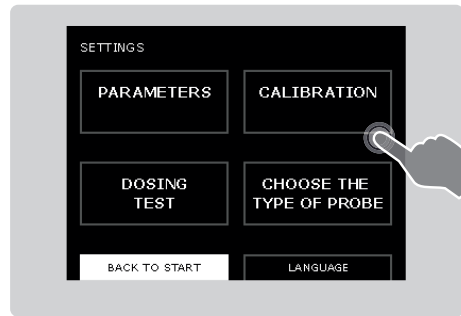 SETTINGS
PARAMETERS
CALIBRATION
DOSING
TEST
CHOOSE THE
TYPE OF PROBE
BACK TO START
LANGUAGE